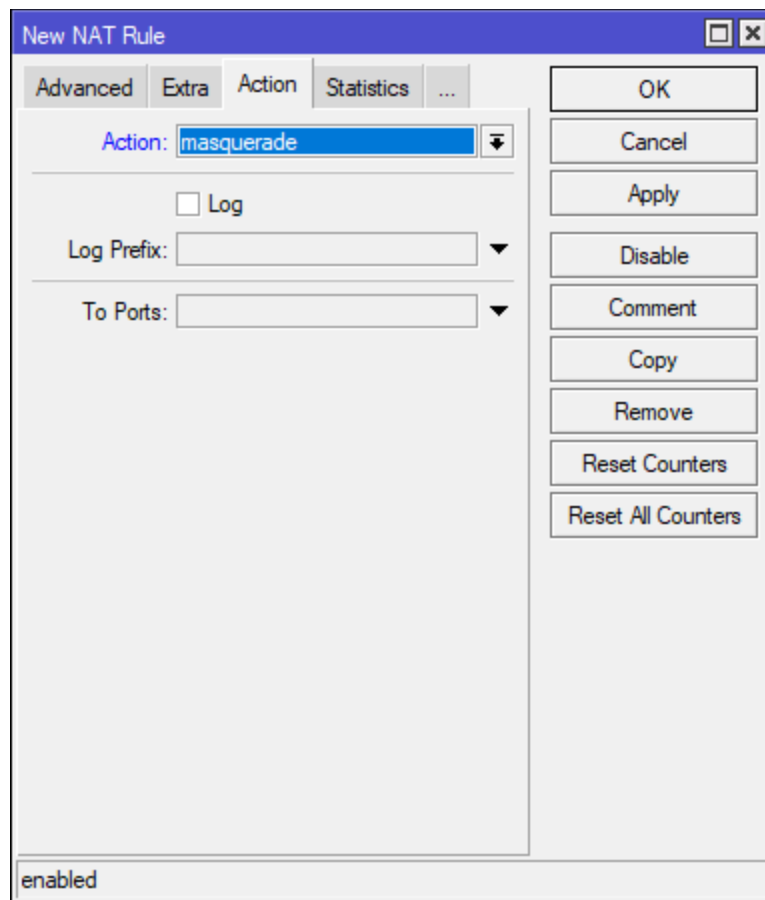 New NAT Rule
Advanced Extra Action Statistics ...
Action: masquerade
Log
Log Prefix:
To Ports:
OK
Cancel
Apply
Disable
Comment
Copy
Remove
Reset Counters
Reset All Counters
enabled